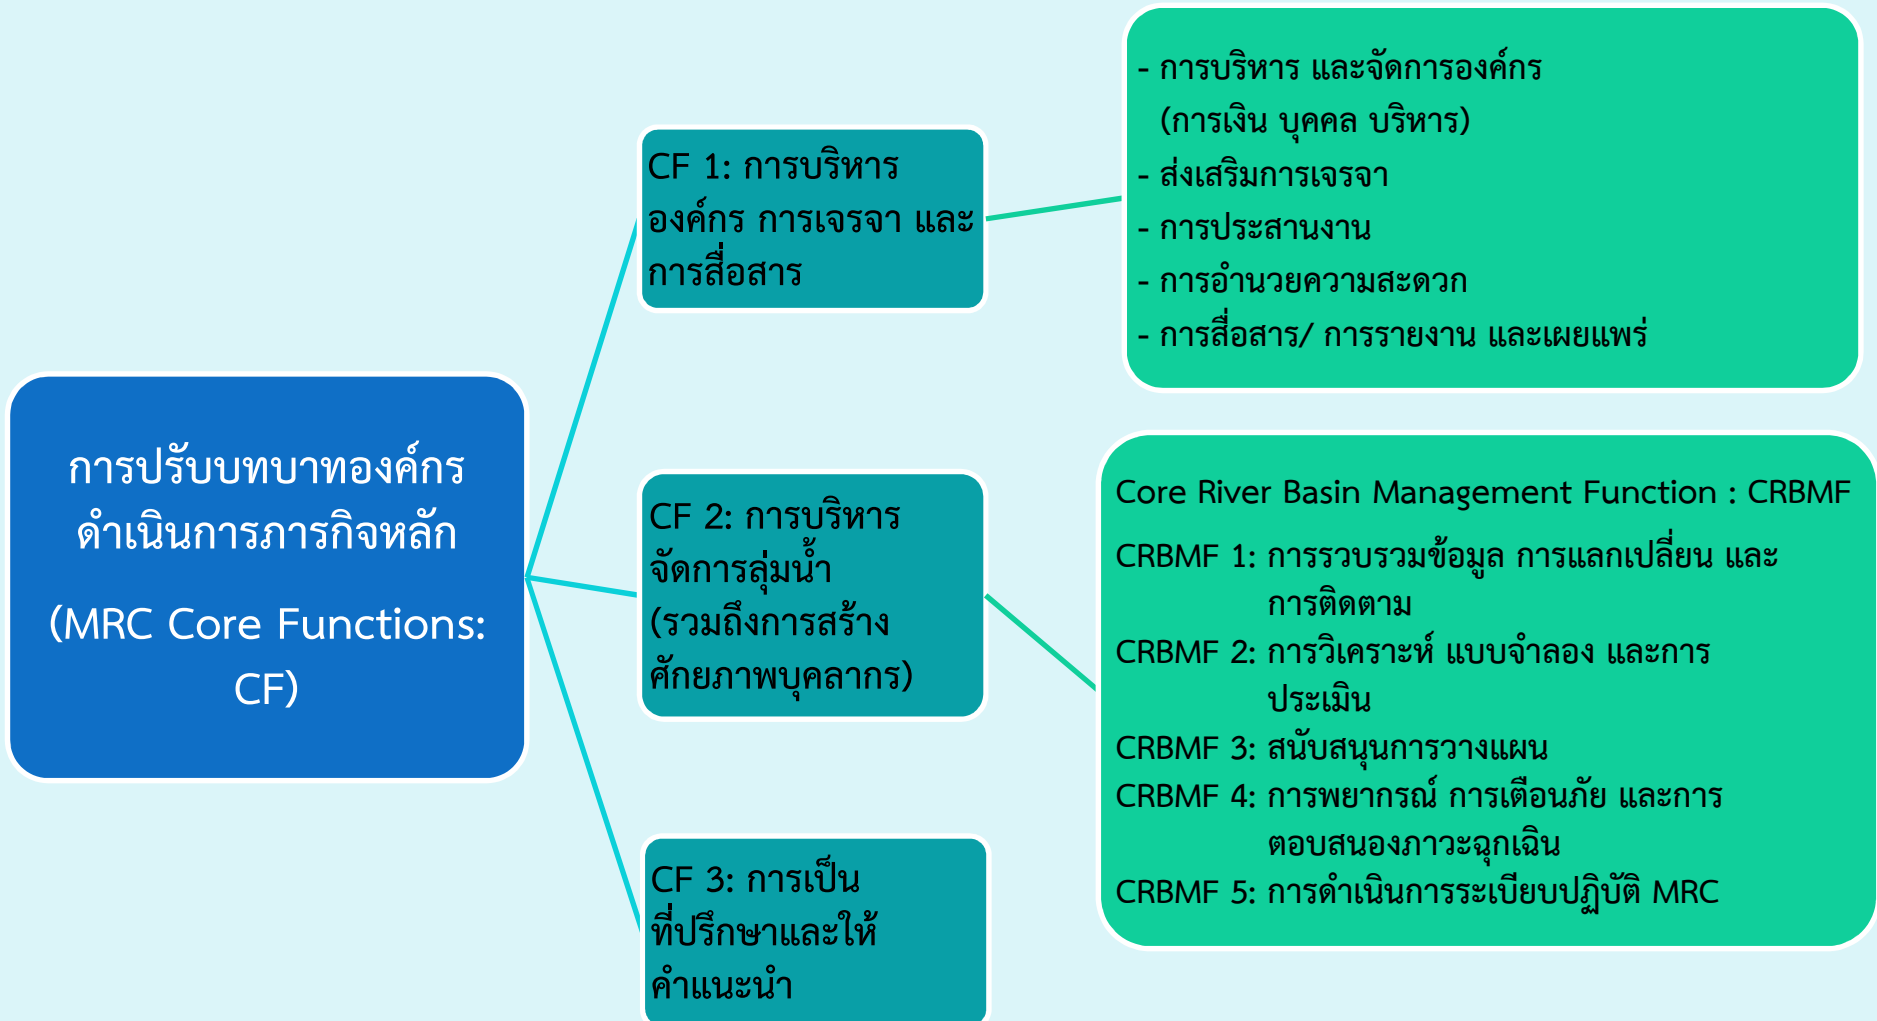 การปรับบทบาทองค์กร
ดำเนินการภารกิจหลัก
(MRC Core Functions:
CF)
CF 1: การบริหาร
องค์กร การเจรจา และ
การสื่อสาร
- การบริหาร และจัดการองค์กร
(การเงิน บุคคล บริหาร)
- ส่งเสริมการเจรจา
- การประสานงาน
- การอำนวยความสะดวก
- การสื่อสาร/ การรายงาน และเผยแพร่
CF 2: การบริหาร
จัดการลุ่มน้ำ
(รวมถึงการสร้าง
ศักยภาพบุคลากร)
Core River Basin Management Function : CRBMF
CRBMF 1: การรวบรวมข้อมูล การแลกเปลี่ยน และ
การติดตาม
CRBMF 2: การวิเคราะห์ แบบจำลอง และการ
ประเมิน
CRBMF 3: สนับสนุนการวางแผน
CRBMF 4: การพยากรณ์ การเตือนภัย และการ
ตอบสนองภาวะฉุกเฉิน
CRBMF 5: การดำเนินการระเบียบปฏิบัติ MRC
CF 3: การเป็น
ที่ปรึกษาและให้
คำแนะนำ